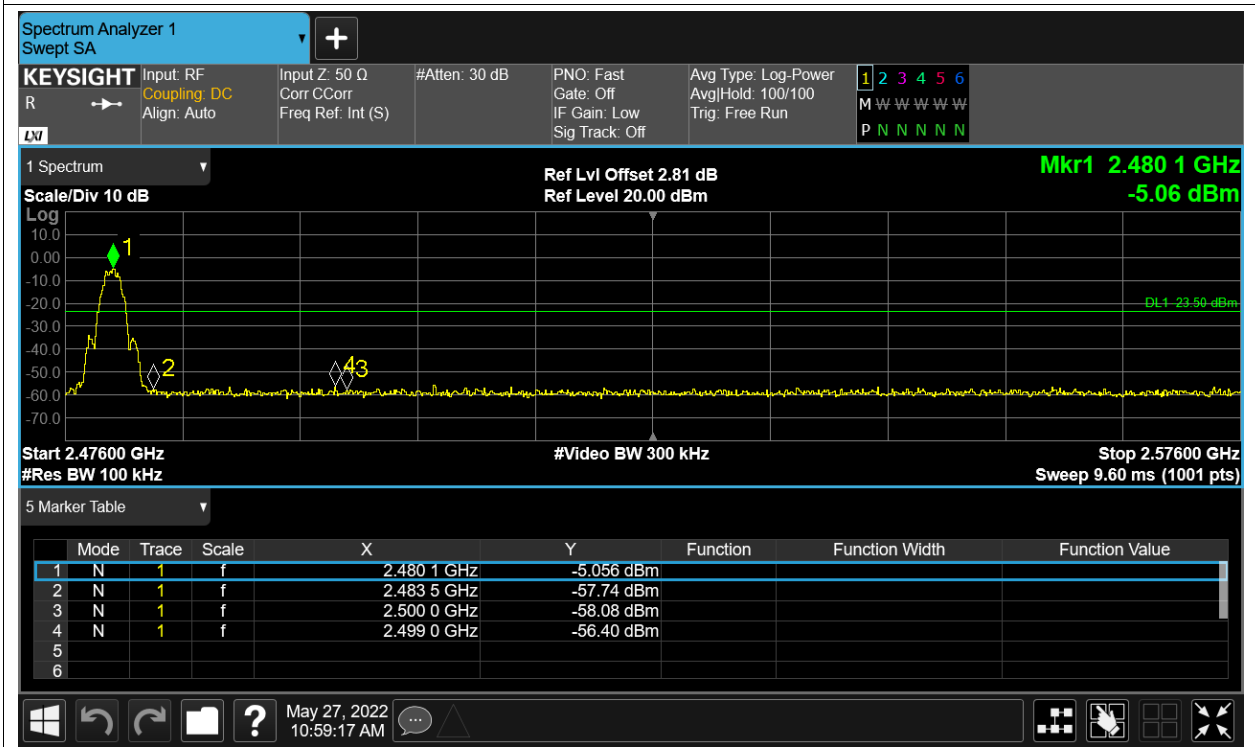 Spectrum Analyzer 1
Swept SA
+
KEYSIGHT Input: RF Input Z: 50 Ω #Atten: 30 dB PNO: Fast Avg Type: Log-Power 1 2 3 4 5 6
R Coupling: DC Corr CCorr Gate: Off Avg|Hold: 100/100 M W W W W W
Align: Auto Freq Ref: Int (S) IF Gain: Low Trig: Free Run
LXI Sig Track: Off P N N N N N
1 Spectrum Ref Lvl Offset 2.81 dB Mkr1 2.480 1 GHz
Scale/Div 10 dB Ref Level 20.00 dBm -5.06 dBm
Log
10.0
1
0.00
-10.0
-20.0
DL1 23.50 dBm
-30.0
-40.0
-50.0
2 43
-60.0
-70.0
Start 2.47600 GHz #Video BW 300 kHz Stop 2.57600 GHz
#Res BW 100 kHz Sweep 9.60 ms (1001 pts)
5 Marker Table
Mode Trace Scale X Y Function Function Width Function Value
1 N 1 f 2.480 1 GHz -5.056 dBm
2 N 1 f 2.483 5 GHz -57.74 dBm
3 N 1 f 2.500 0 GHz -58.08 dBm
4 N 1 f 2.499 0 GHz -56.40 dBm
5
6
? May 27, 2022
10:59:17 AM